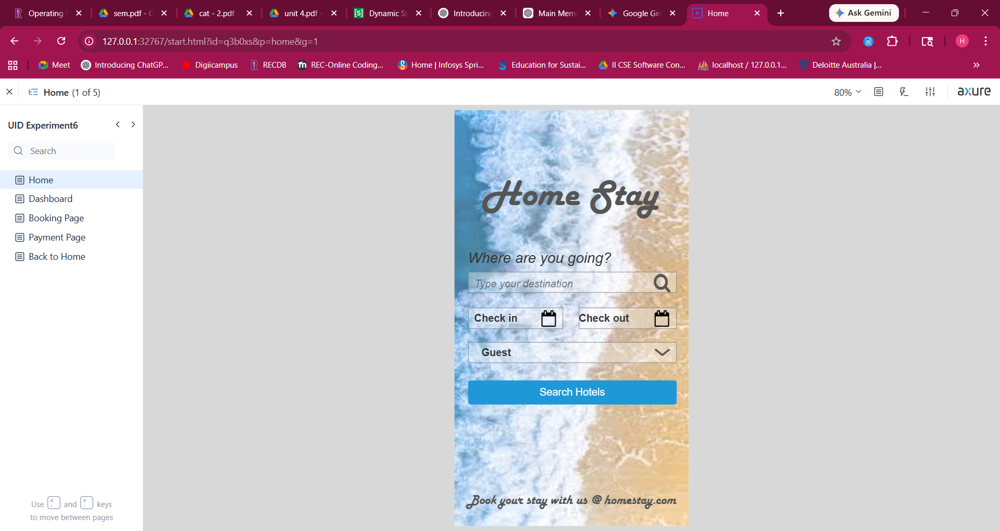 Operating S
sem.pdf - G
cat - 2.pdf
unit 4.pdf -
Dynamic St
Introducing
Main Mem
Google Ge
Home
Ask Gemini
127.0.0.1:32767/start.html?id=q3b0xs&p=home&g=1
H
Meet
Introducing ChatGP...
Digiicampus
RECDB
REC-Online Coding...
Home | Infosys Spri...
Education for Sustai...
II CSE Software Con...
localhost / 127.0.0.1...
Deloitte Australia |...
Home (1 of 5)
80%
axure
UID Experiment6
Search
Home
Dashboard
Booking Page
Payment Page
Back to Home
Use < , and > . keys
to move between pages
Home Stay
Where are you going?
Type your destination
Check in
Check out
Guest
Search Hotels
Book your stay with us @ homestay.com